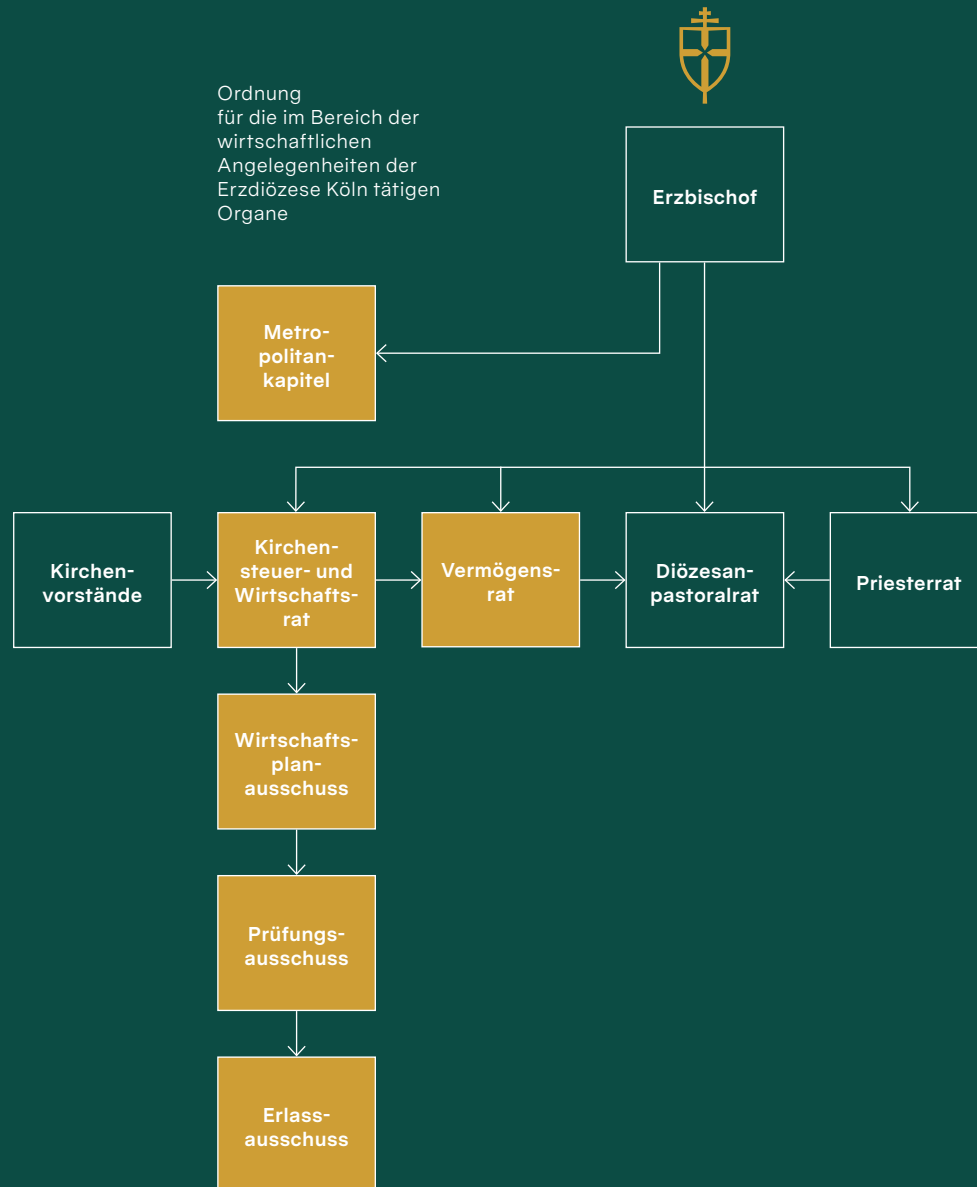 Ordnung
für die im Bereich der
wirtschaftlichen
Angelegenheiten der
Erzdiözese Köln tätigen
Organe
Erzbischof
Metro-
politan-
kapitel
Kirchen-
vorstände
Kirchen-
steuer- und
Wirtschafts-
rat
Vermögens-
rat
Diözesan-
pastoralrat
Priesterrat
Wirtschafts-
plan-
ausschuss
Prüfungs-
ausschuss
Erlass-
ausschuss